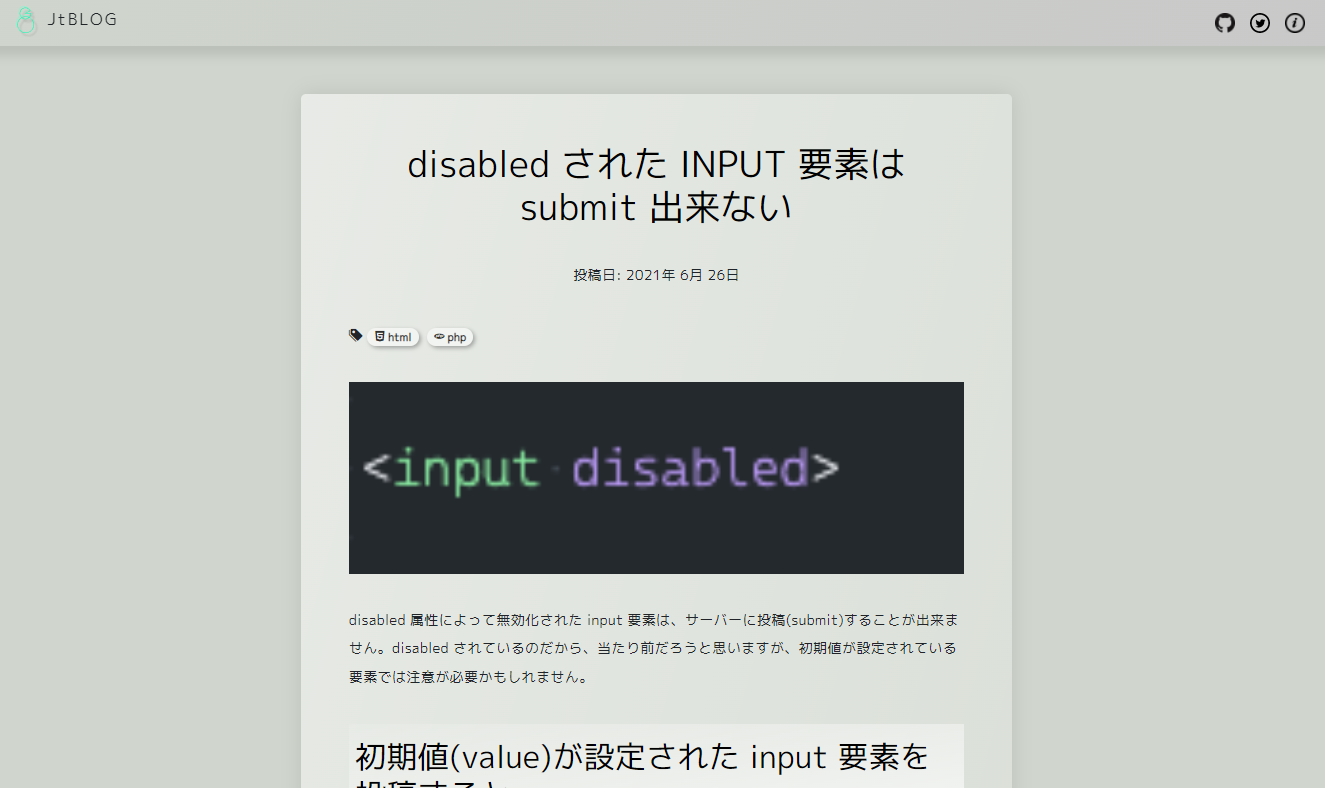 JtBLOG
disabled された INPUT 要素は
submit 出来ない
投稿日: 2021年 6月 26日
html php
<input disabled>
disabled 属性によって無効化された input 要素は、サーバーに投稿(submit)することが出来ま
せん。disabled されているのだから、当たり前だろうと思いますが、初期値が設定されている
要素では注意が必要かもしれません。
初期値(value)が設定された input 要素を